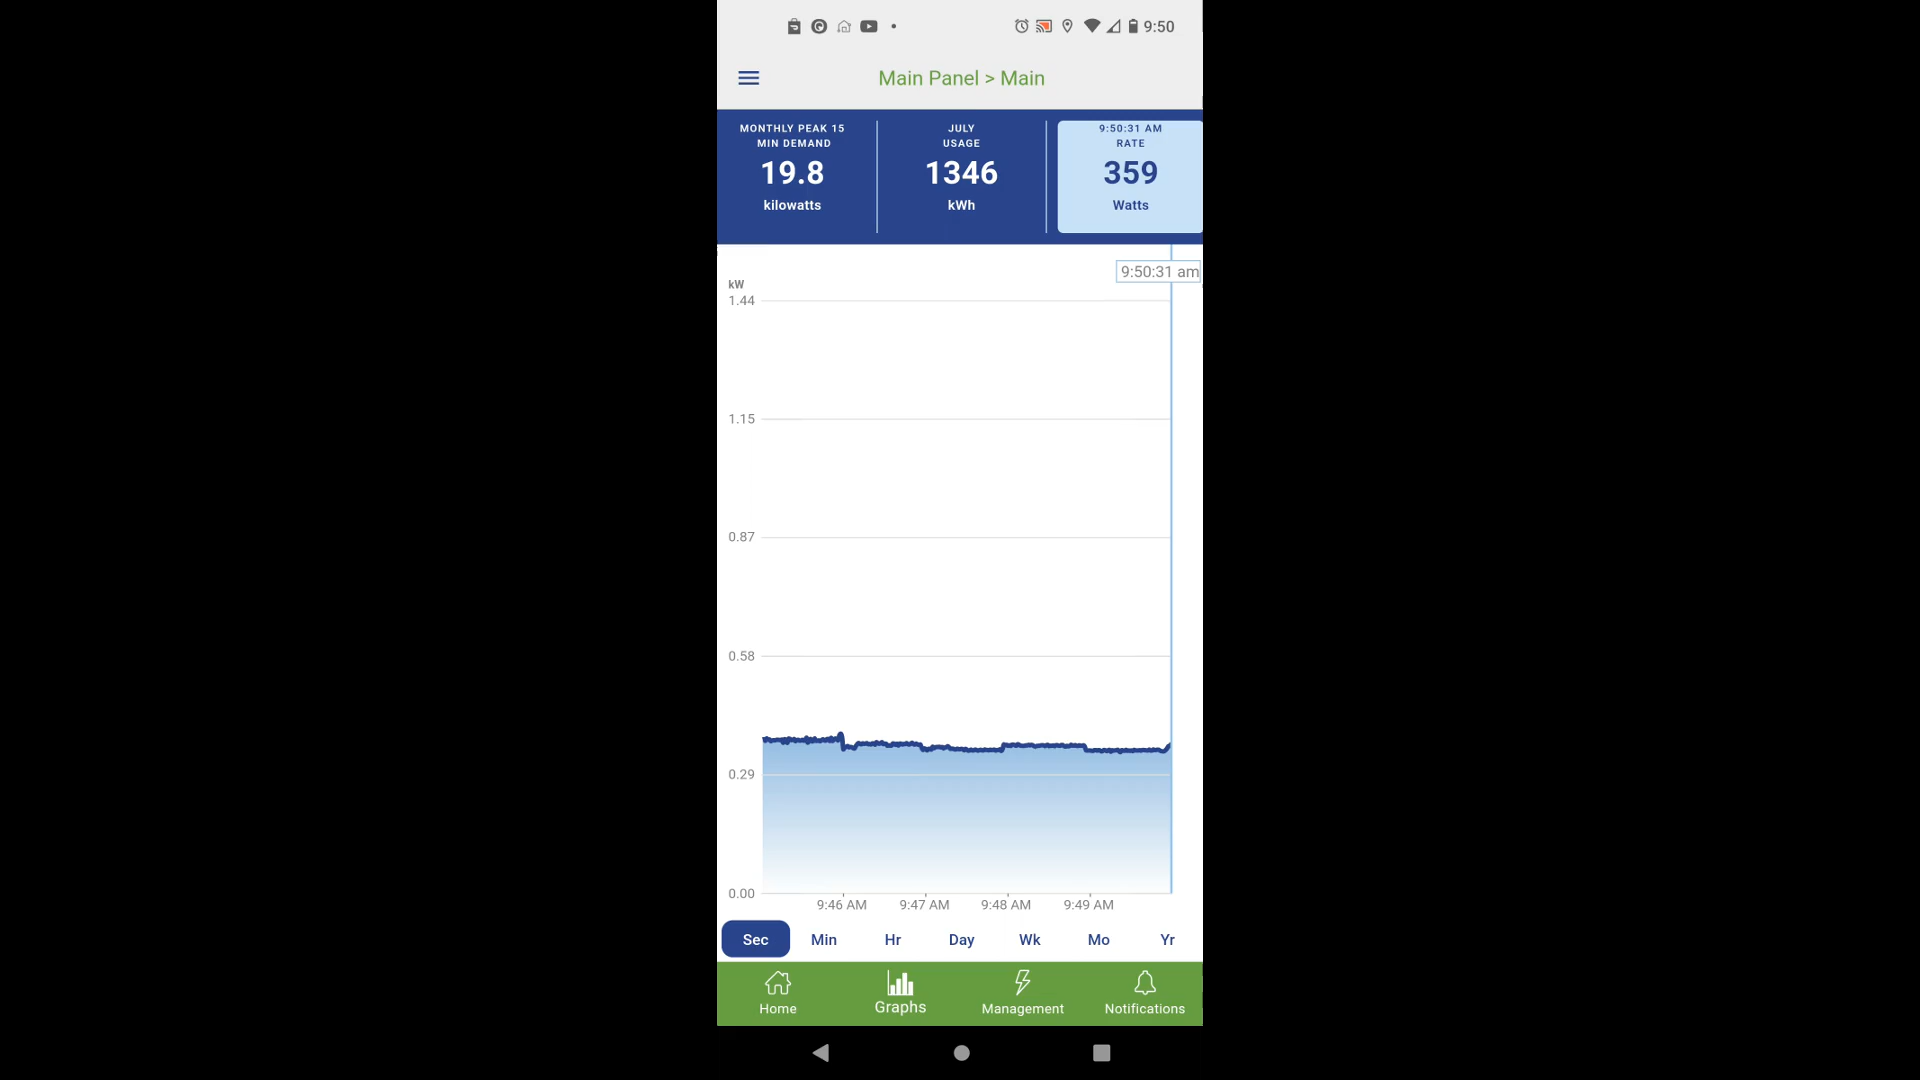 9:50
Main Panel > Main
MONTHLY PEAK 15
MIN DEMAND
19.8
kilowatts
JULY
USAGE
1346
kWh
9:50:31 AM
RATE
359
Watts
9:50:31 am
kW
1.44
1.15
0.87
0.58
0.29
0.00
9:46 AM 9:47 AM 9:48 AM 9:49 AM
Sec Min Hr Day Wk Mo Yr
Home Graphs Management Notifications